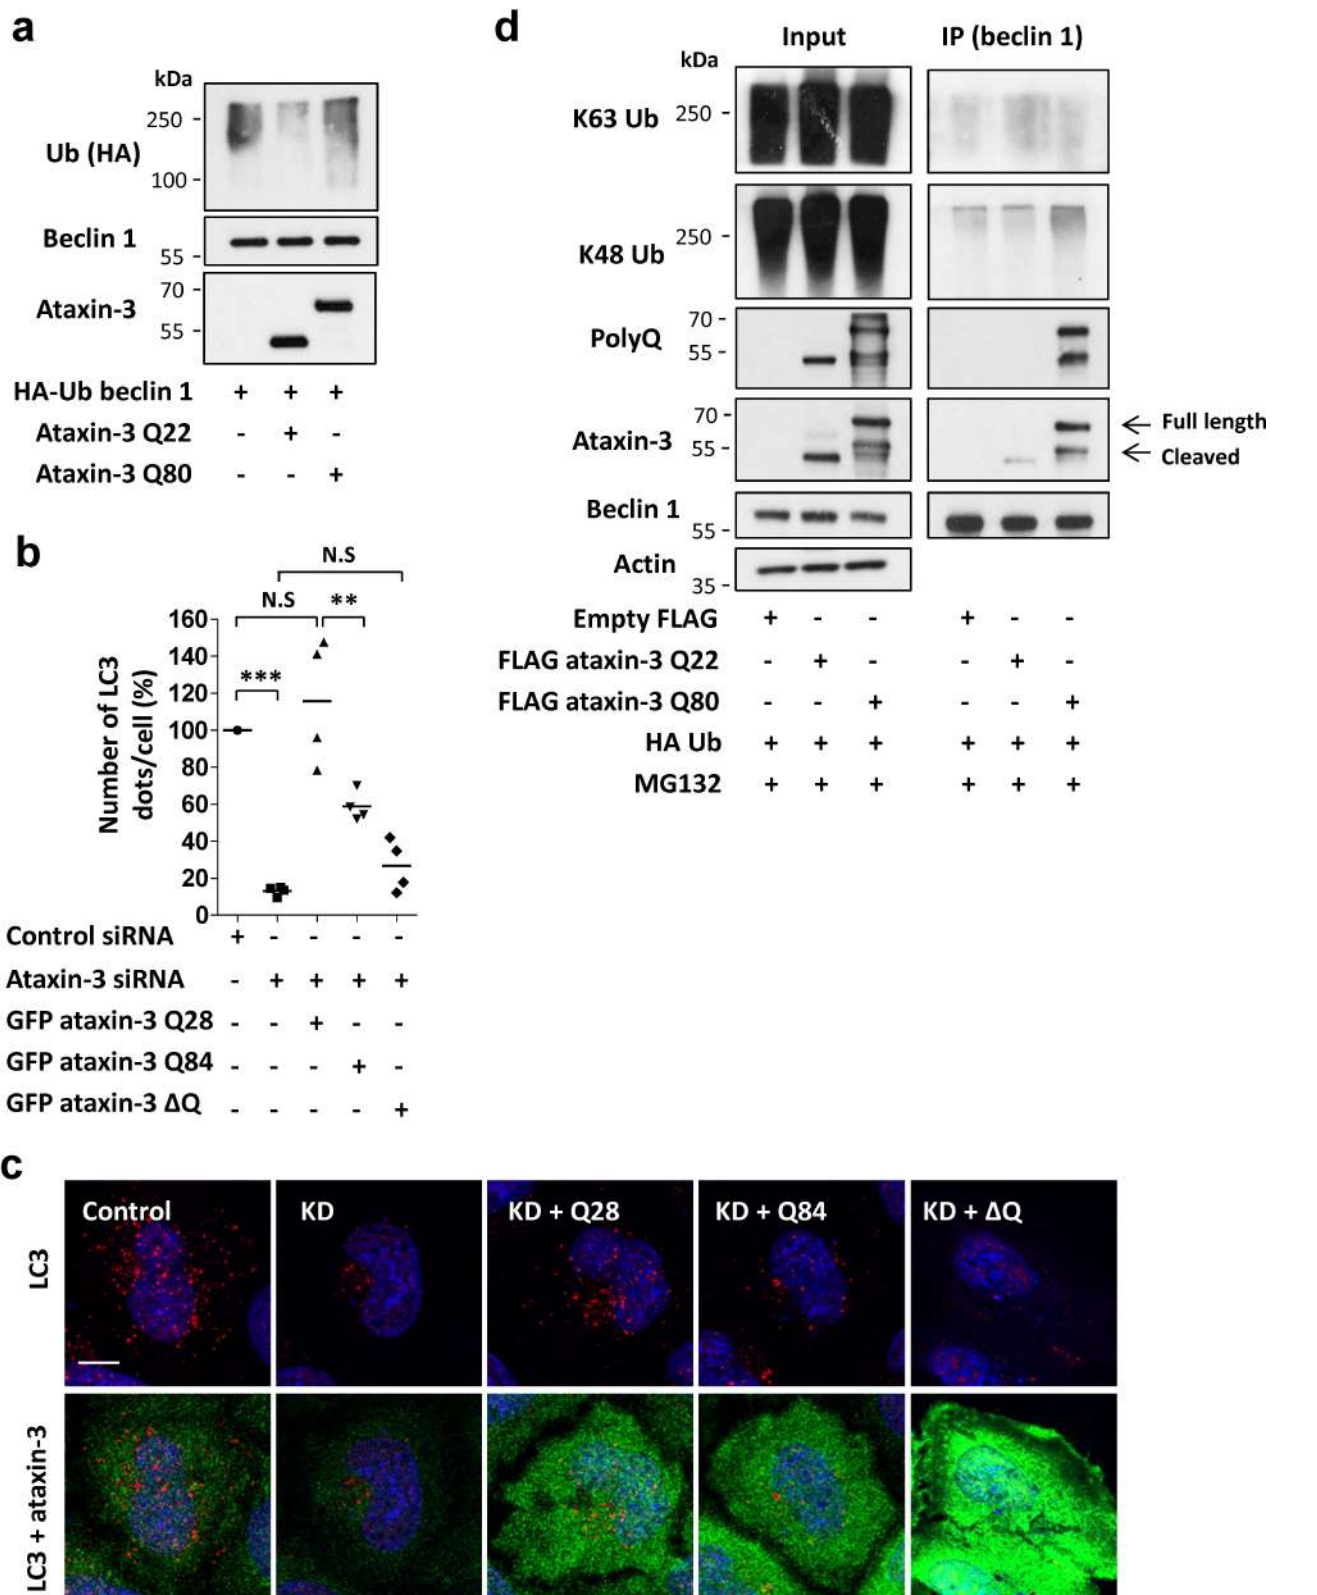 a
kDa
Ub (HA)
250
100
Beclin 1
55
Ataxin-3
70
55
HA-Ub beclin 1 + + +
Ataxin-3 Q22 - + -
Ataxin-3 Q80 - - +
b
N.S
N.S **
***
Number of LC3
dots/cell (%)
160
140
120
100
80
60
40
20
0
Control siRNA + - - - -
Ataxin-3 siRNA - + + + +
GFP ataxin-3 Q28 - - + - -
GFP ataxin-3 Q84 - - - + -
GFP ataxin-3 ΔQ - - - - +
c
Control KD KD + Q28 KD + Q84 KD + ΔQ
LC3
LC3 + ataxin-3
d
Input IP (beclin 1)
kDa
K63 Ub 250
K48 Ub 250
PolyQ
70
55
Ataxin-3
70
55
Full length
Cleaved
Beclin 1
55
Actin
35
Empty FLAG + - - + - -
FLAG ataxin-3 Q22 - + - - + -
FLAG ataxin-3 Q80 - - + - - +
HA Ub + + + + + +
MG132 + + + + + +